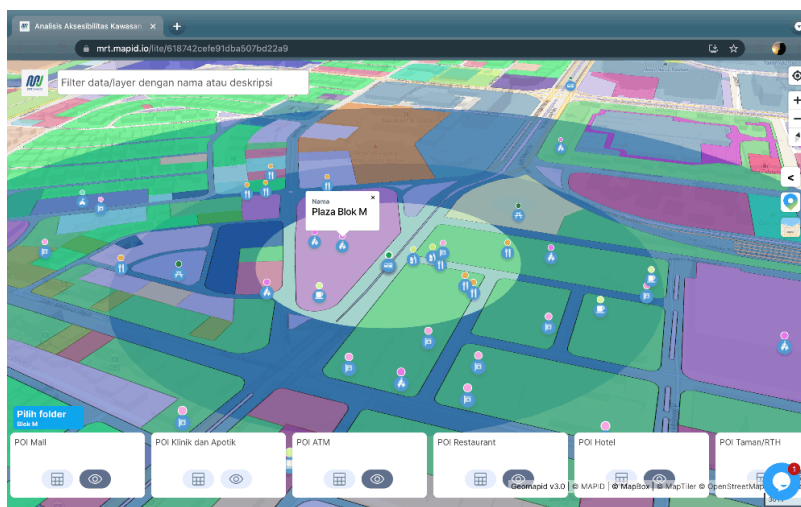 Analisis Aksesibilitas Kawasan
mrt.mapid.io/lite/618742cefe91dba507bd22a9
Filter data/layer dengan nama atau deskripsi
Nama
Plaza Blok M
Pilih folder
Blok M
POI Mall
POI Klinik dan Apotik
POI ATM
POI Restaurant
POI Hotel
POI Taman/RTH
1
Geomapid v3.0 | © MAPID | © MapBox | © MapTiler © OpenStreetMap